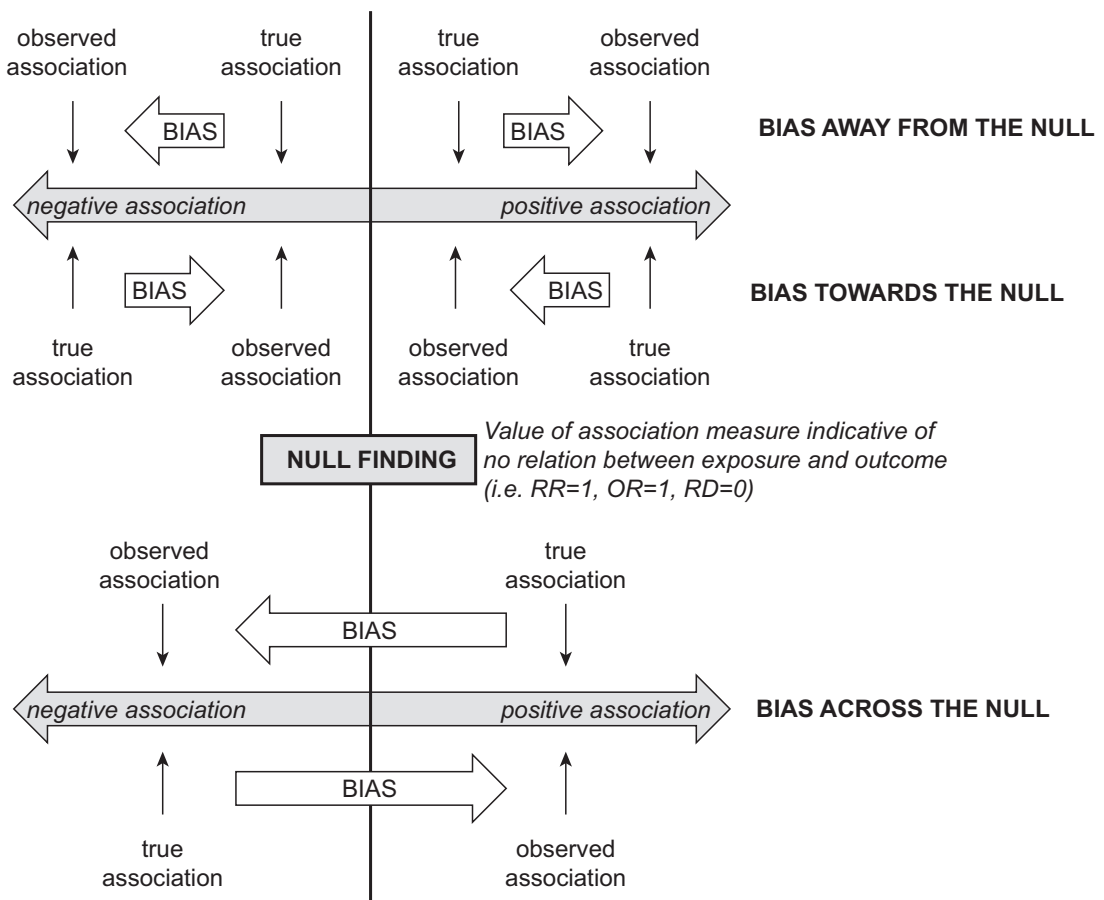 observed
association
true
association
true
association
observed
association
BIAS
BIAS
BIAS AWAY FROM THE NULL
negative association
positive association
BIAS
BIAS
BIAS TOWARDS THE NULL
true
association
observed
association
observed
association
true
association
NULL FINDING
Value of association measure indicative of
no relation between exposure and outcome
(i.e. RR=1, OR=1, RD=0)
observed
association
true
association
BIAS
negative association
positive association
BIAS ACROSS THE NULL
BIAS
true
association
observed
association